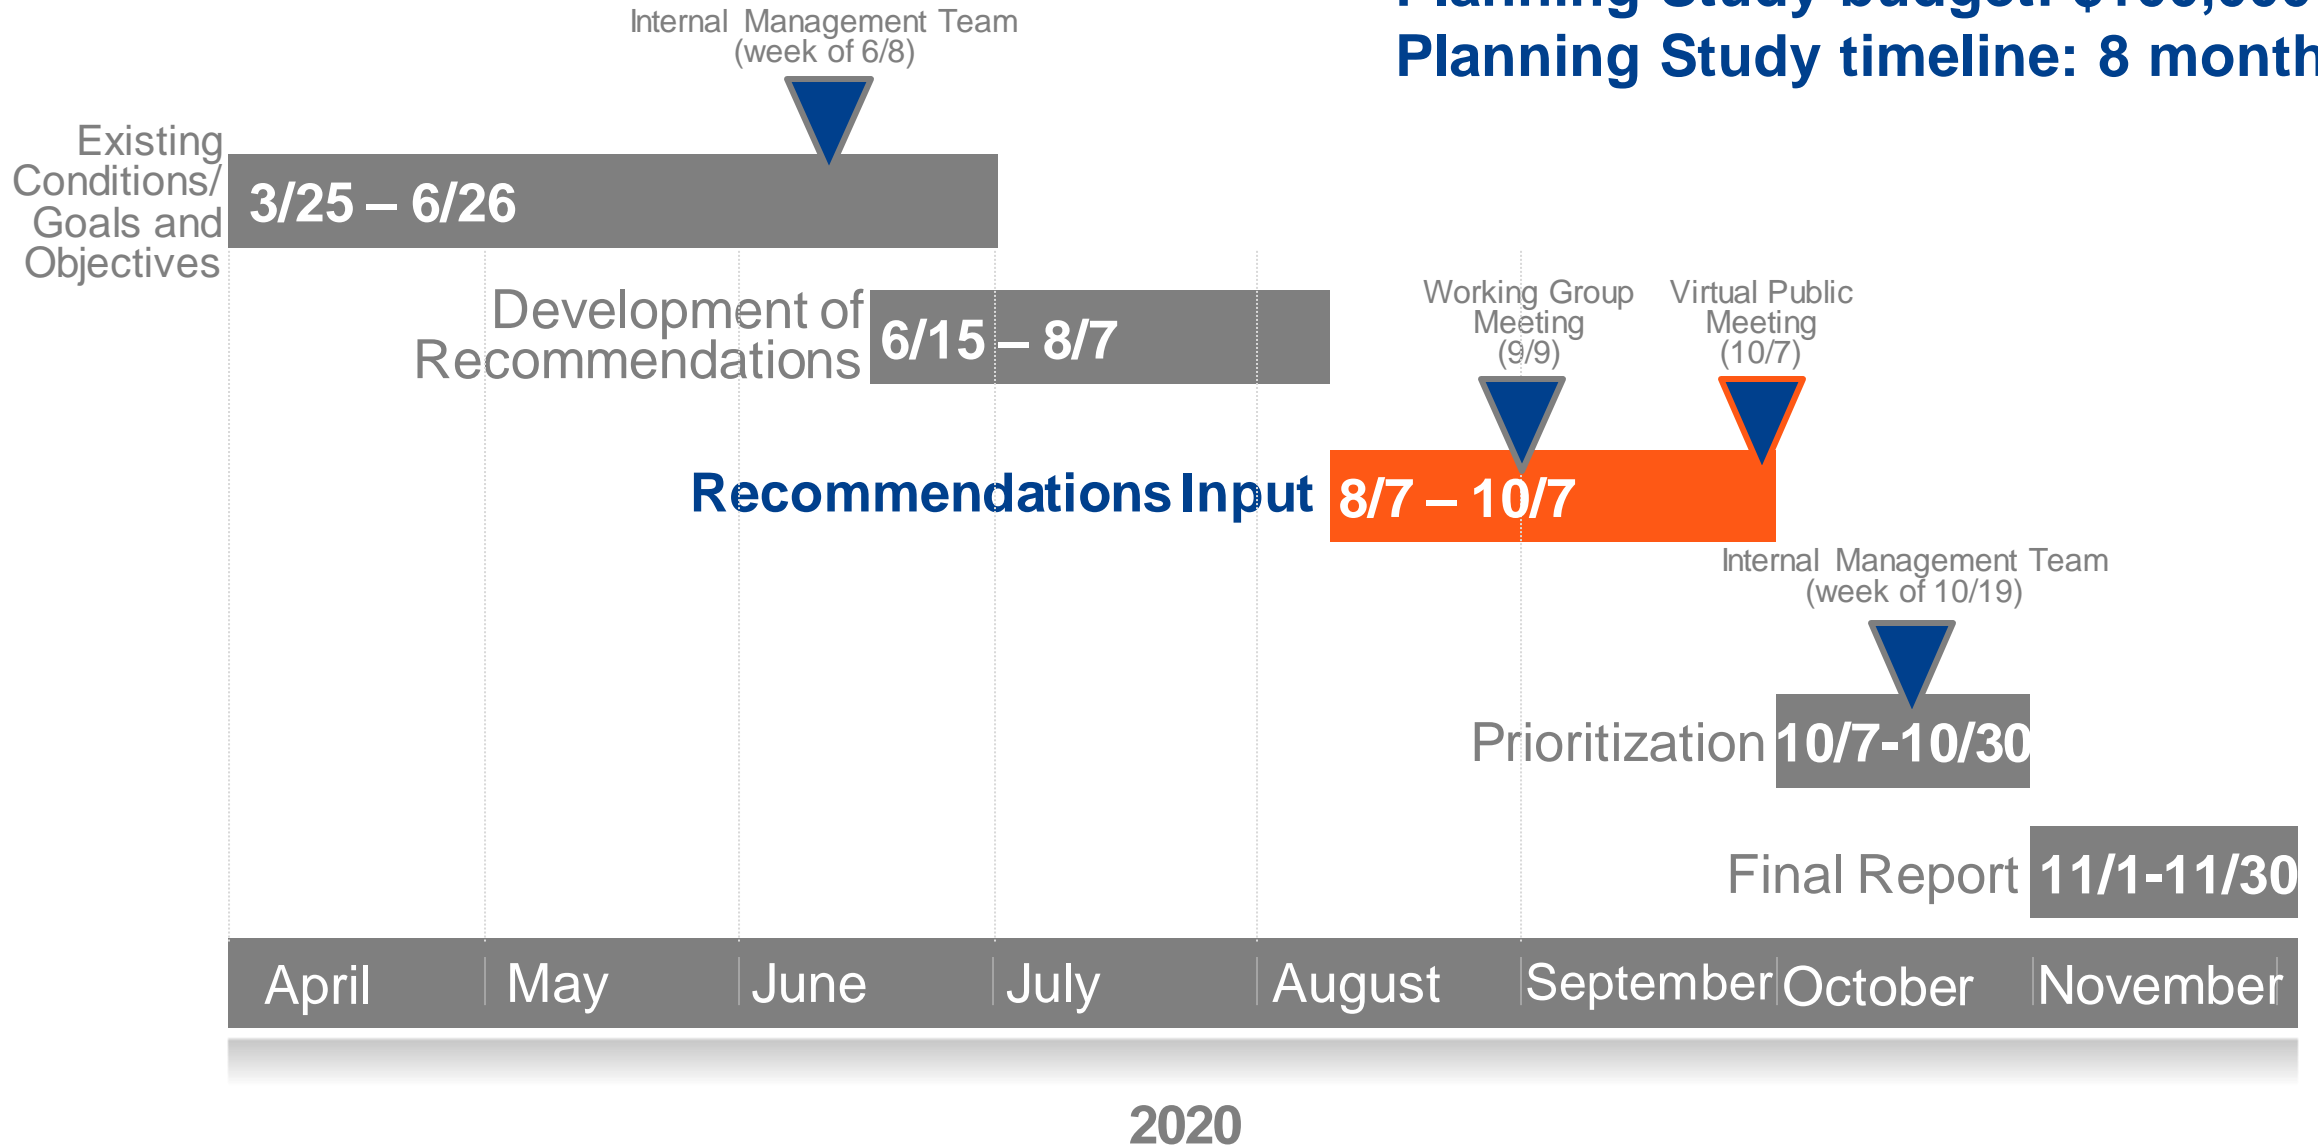 Planning Study budget:
Planning Study timeline: 8 month
Internal Management Team
(week of 6/8)
Existing
Conditions/
Goals and
Objectives
3/25 – 6/26
Development of
Recommendations
6/15 – 8/7
Working Group
Meeting
(9/9)
Virtual Public
Meeting
(10/7)
Recommendations Input
8/7 – 10/7
Internal Management Team
(week of 10/19)
Prioritization
10/7-10/30
Final Report
11/1-11/30
April
May
June
July
August
September
October
November
2020